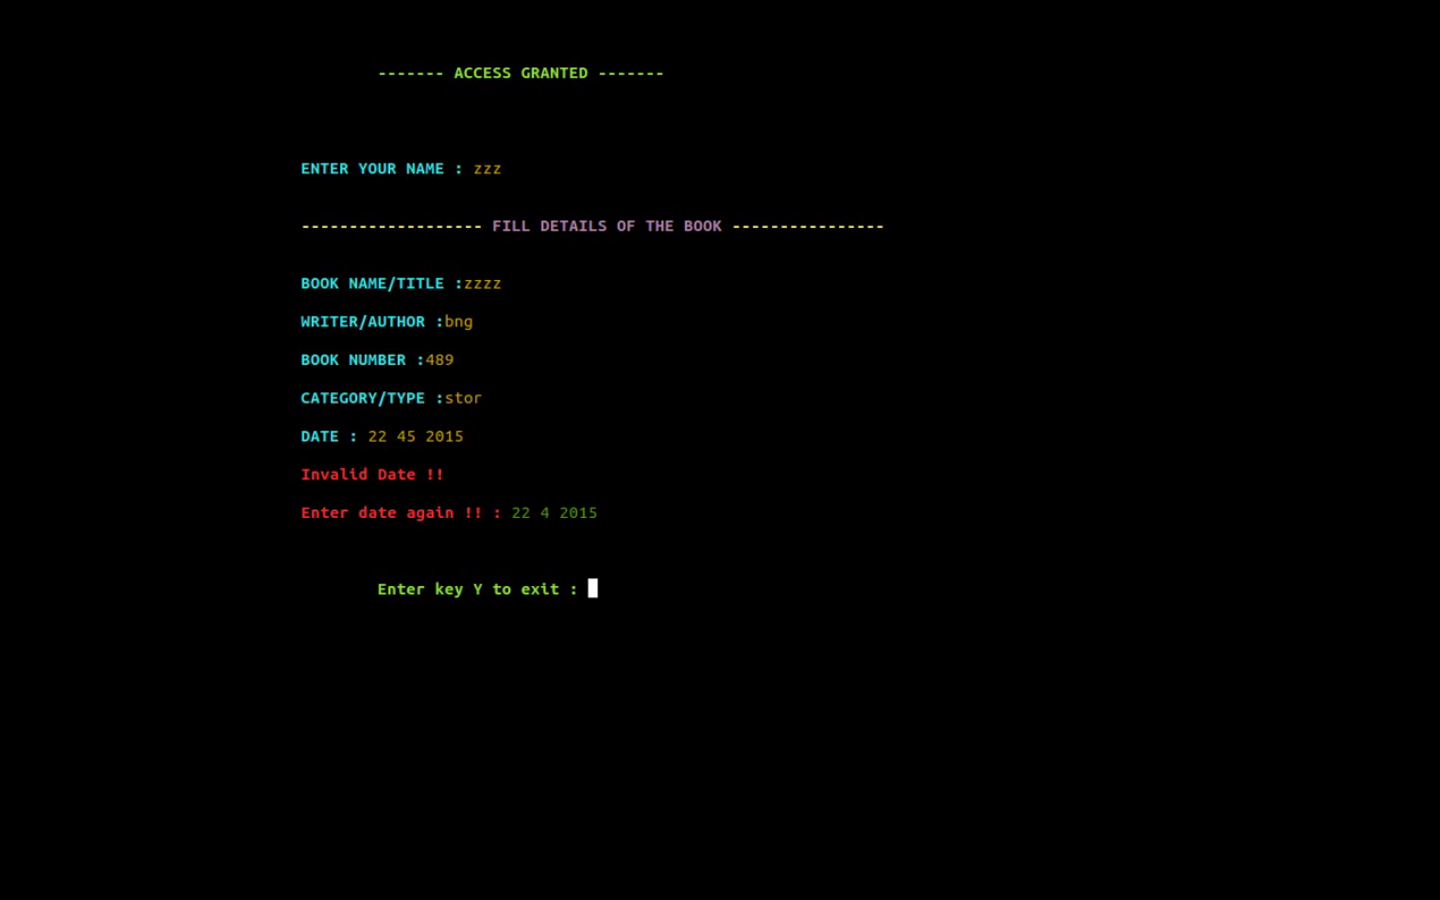 ------- ACCESS GRANTED -------
ENTER YOUR NAME : zzz
------------------- FILL DETAILS OF THE BOOK ----------------
BOOK NAME/TITLE :zzzz
WRITER/AUTHOR :bng
BOOK NUMBER :489
CATEGORY/TYPE :stor
DATE : 22 45 2015
Invalid Date !!
Enter date again !! : 22 4 2015
Enter key Y to exit :